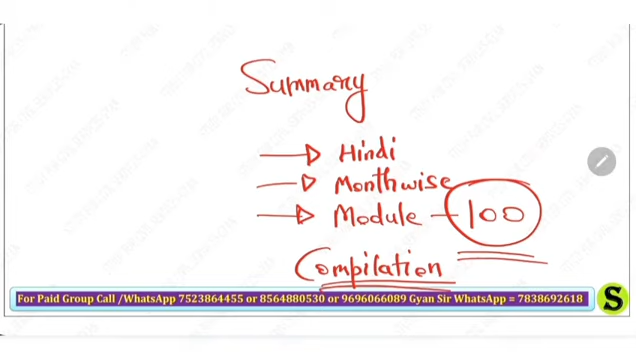 Summary
Hindi
Monthwise
Module - 100
Compilation
For Paid Group Call /WhatsApp 7523864455 or 8564880530 or 9696066089 Gyan Sir WhatsApp = 7838692618
S